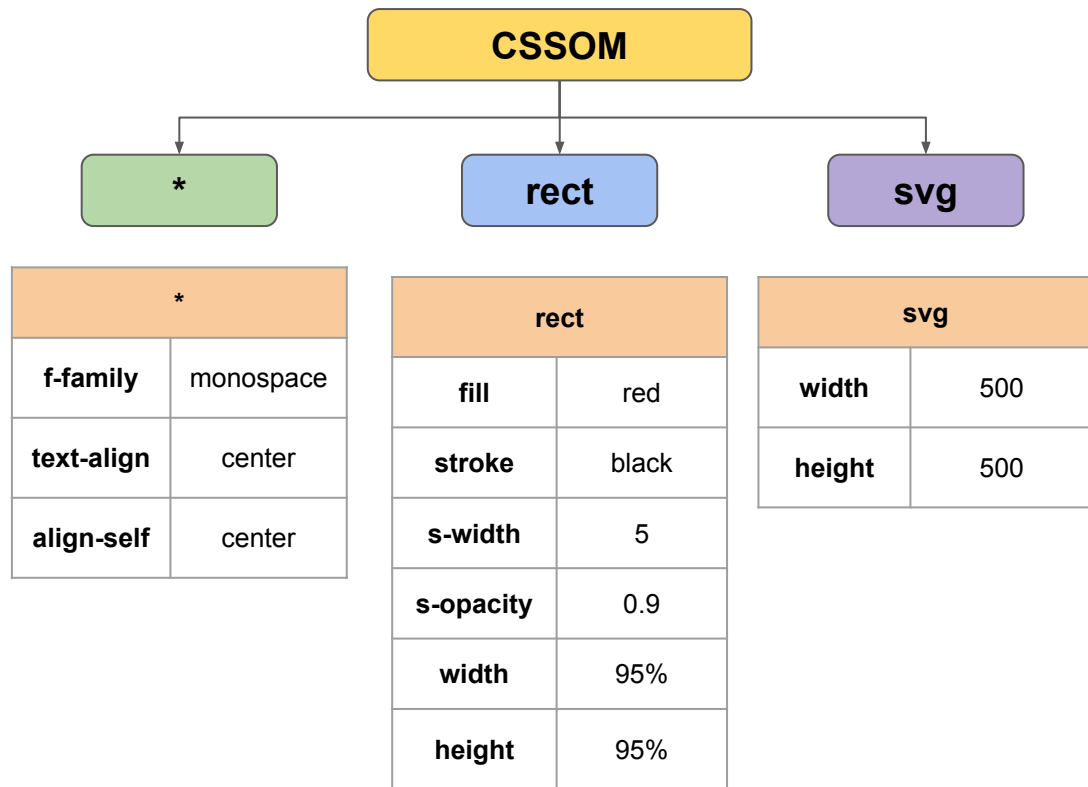 CSSOM
* rect svg
*
f-family monospace
text-align center
align-self center
rect
fill red
stroke black
s-width 5
s-opacity 0.9
width 95%
height 95%
svg
width 500
height 500